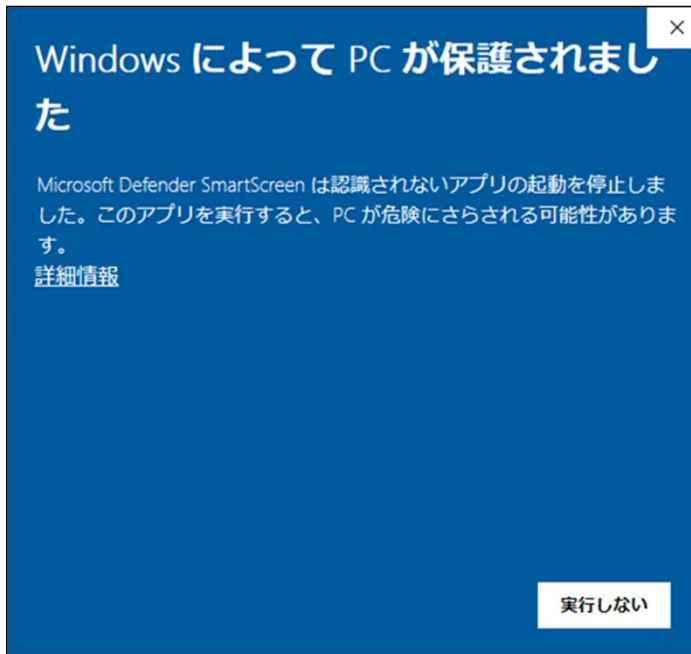 Windows によって PC が保護されまし
た
Microsoft Defender SmartScreen は認識されないアプリの起動を停止しま
した。このアプリを実行すると、PC が危険にさらされる可能性がありま
す。
詳細情報
実行しない